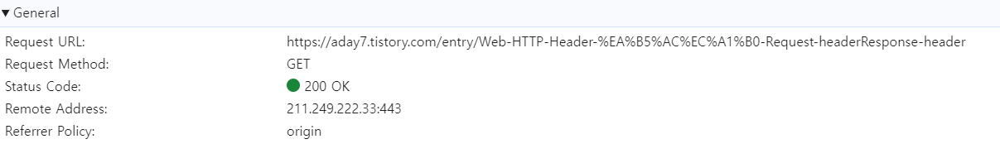 General
Request URL: https://aday7.tistory.com/entry/Web-HTTP-Header-%EA%B5%AC%EC%A1%B0-Request-headerResponse-header
Request Method: GET
Status Code: 200 OK
Remote Address: 211.249.222.33:443
Referrer Policy: origin